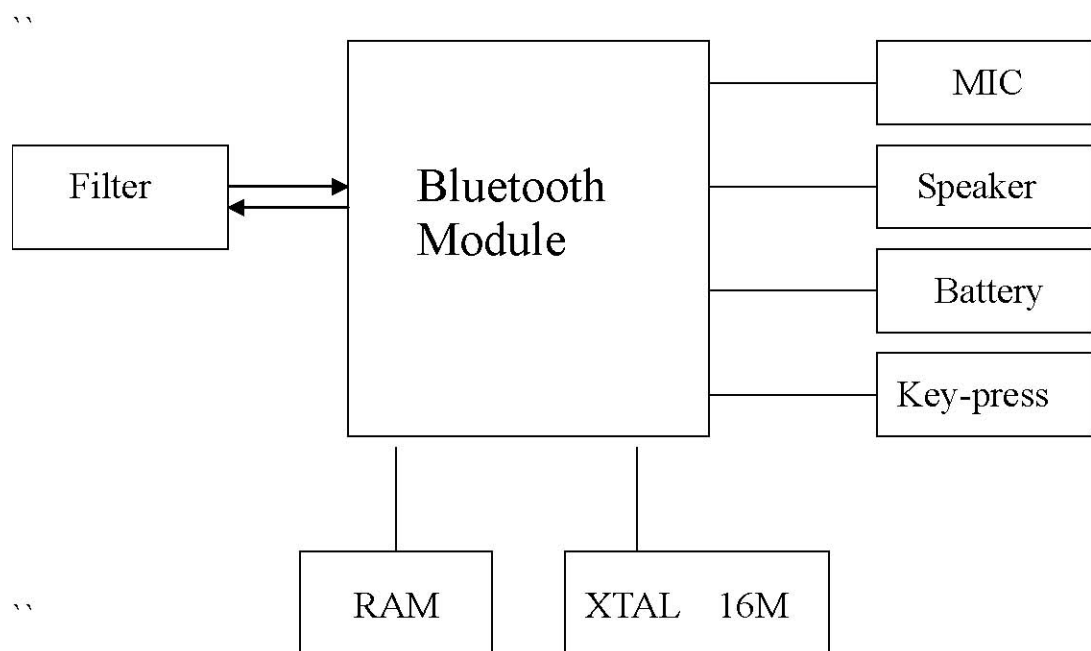 ``
MIC
Filter
Bluetooth
Module
Speaker
Battery
Key-press
RAM
XTAL 16M
``